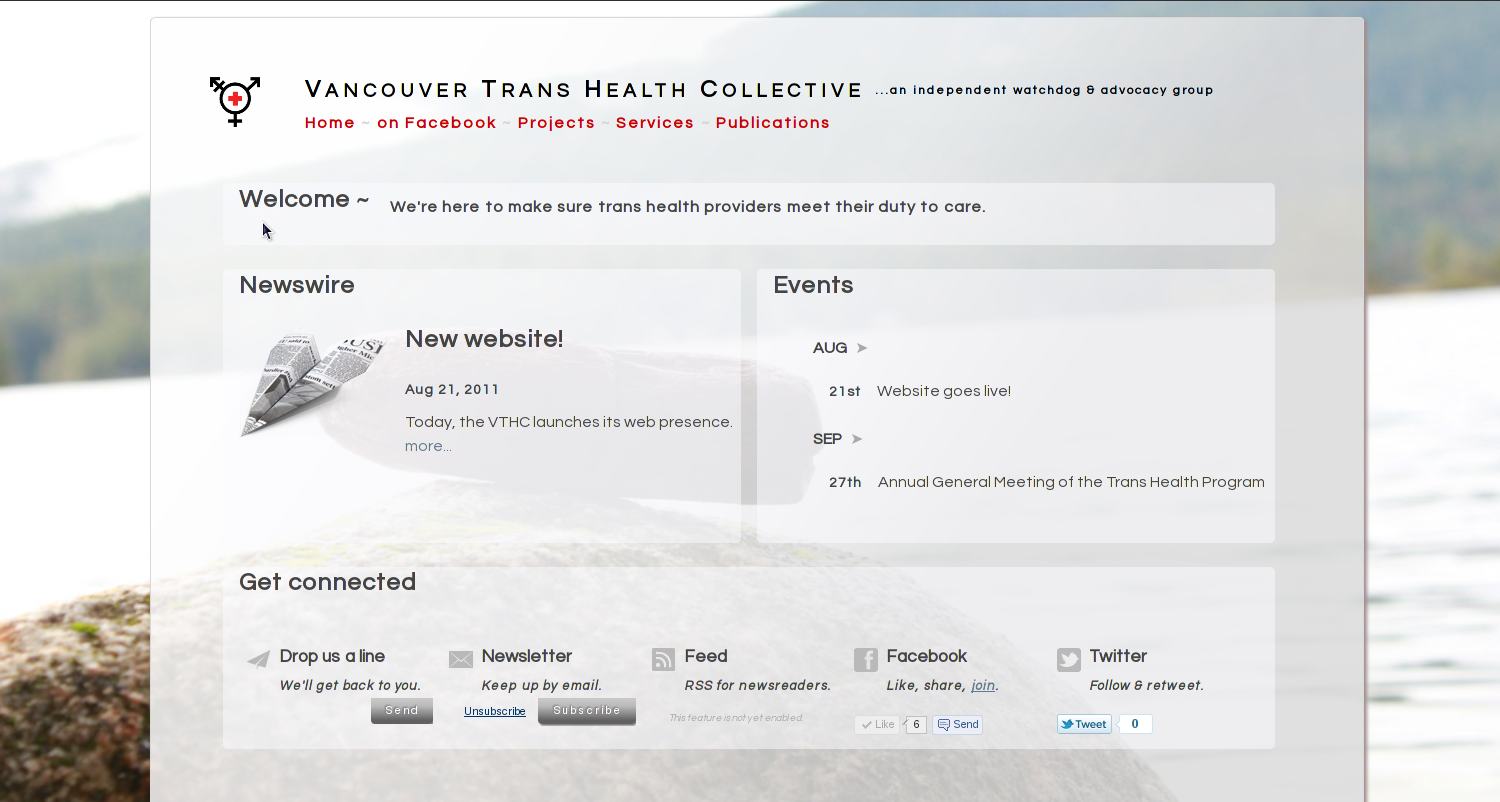 VANCOUVER TRANS HEALTH COLLECTIVE ...an independent watchdog & advocacy group
Home ~ on Facebook ~ Projects ~ Services ~ Publications
Welcome ~ We're here to make sure trans health providers meet their duty to care.
Newswire
New website!
Aug 21, 2011
Today, the VTHC launches its web presence.
more...
Events
AUG ➤
21st Website goes live!
SEP ➤
27th Annual General Meeting of the Trans Health Program
Get connected
Drop us a line
We'll get back to you.
Send
Newsletter
Keep up by email.
Unsubscribe Subscribe
Feed
RSS for newsreaders.
This feature is not yet enabled.
Facebook
Like, share, join.
Like 6 Send
Twitter
Follow & retweet.
Tweet 0